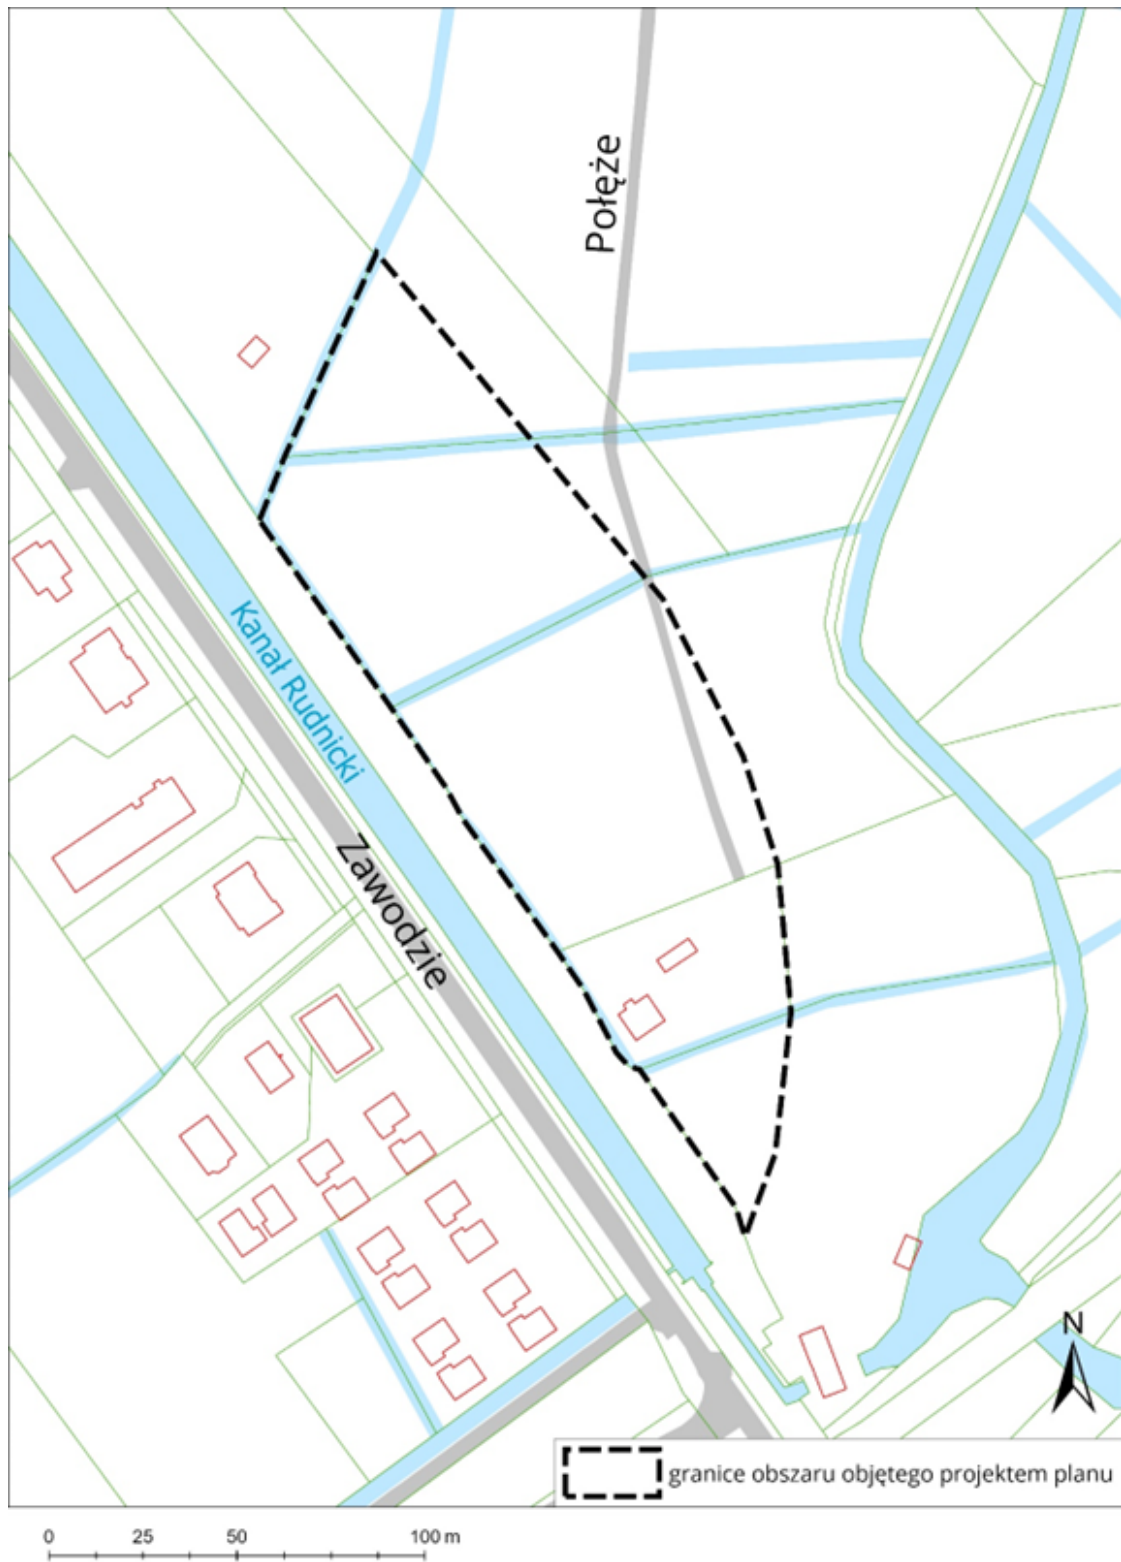 Połęże
Kanał Rudnicki
Zawodzie
N
granice obszaru objętego projektem planu
0 25 50 100 m